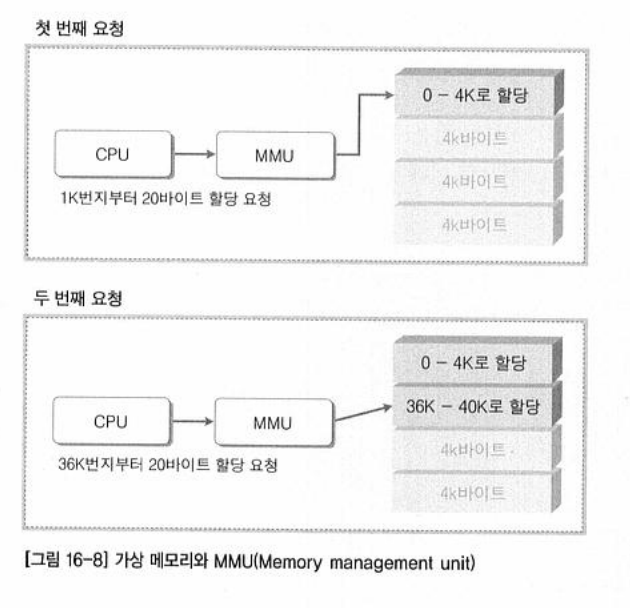 첫 번째 요청
0 - 4K로 할당
4k바이트
4k바이트
4k바이트
CPU
MMU
1K번지부터 20바이트 할당 요청
두 번째 요청
0 - 4K로 할당
36K - 40K로 할당
4k바이트
4k바이트
CPU
MMU
36K번지부터 20바이트 할당 요청
[그림 16-8] 가상 메모리와 MMU(Memory management unit)